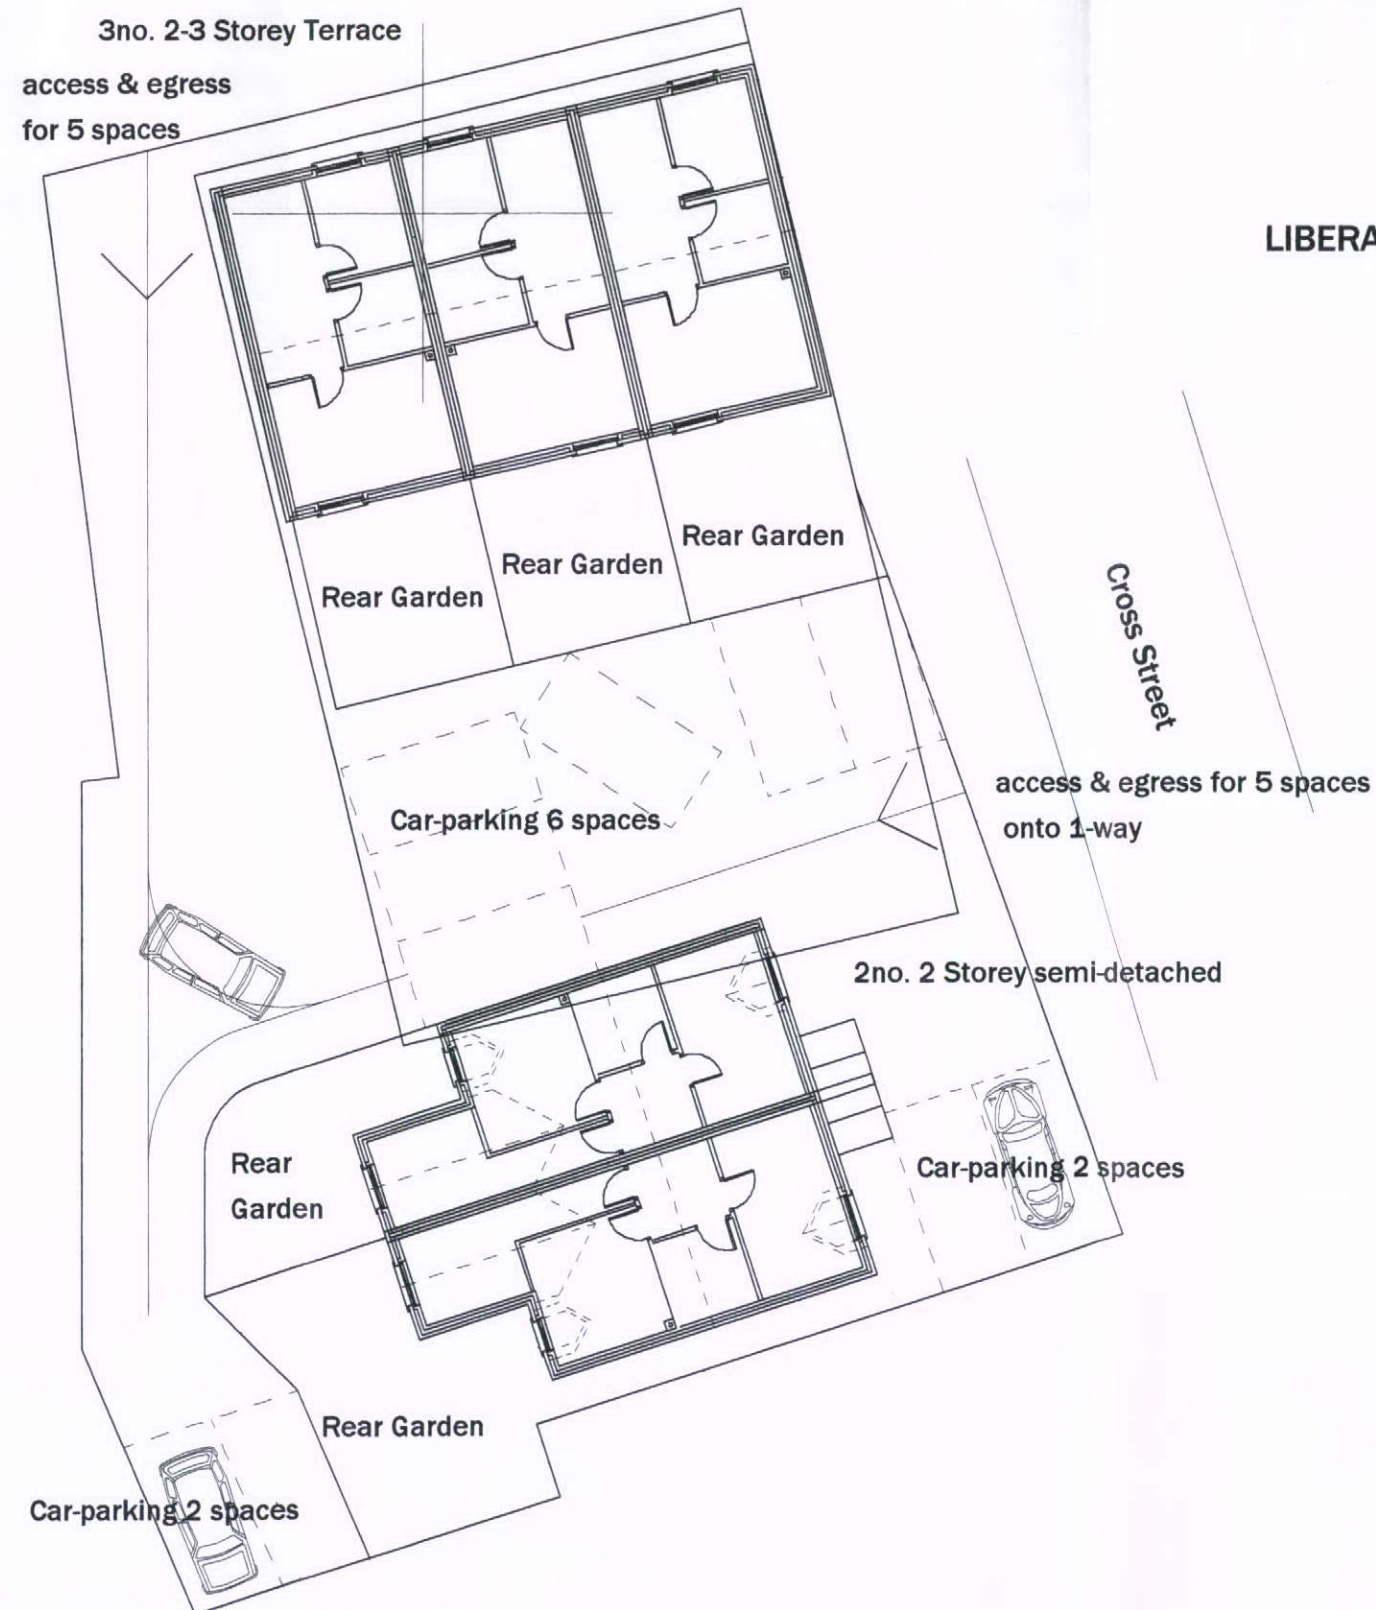 3no. 2-3 Storey Terrace
access & egress
for 5 spaces
LIBERA
Rear Garden
Rear Garden
Rear Garden
Cross Street
access & egress for 5 spaces
onto 1-way
Car-parking 6 spaces
2no. 2 Storey semi-detached
Rear
Garden
Car-parking 2 spaces
Rear Garden
Car-parking 2 spaces